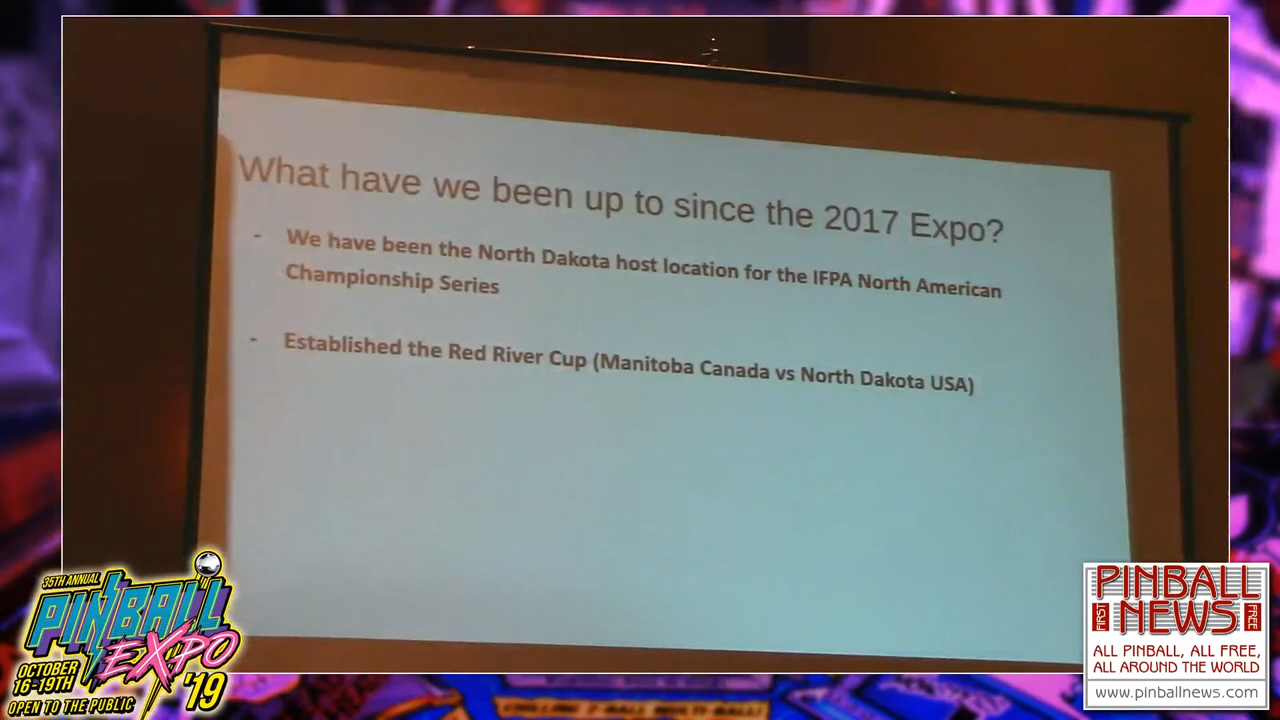 What have we been up to since the 2017 Expo?
- We have been the North Dakota host location for the IFPA North American
Championship Series
- Established the Red River Cup (Manitoba Canada vs North Dakota USA)
35TH ANNUAL
PINBALL
EXPO
OCTOBER
16-19TH
'19
OPEN TO THE PUBLIC
PINBALL
FIRST NEWS FREE
ALL PINBALL, ALL FREE,
ALL AROUND THE WORLD
www.pinballnews.com